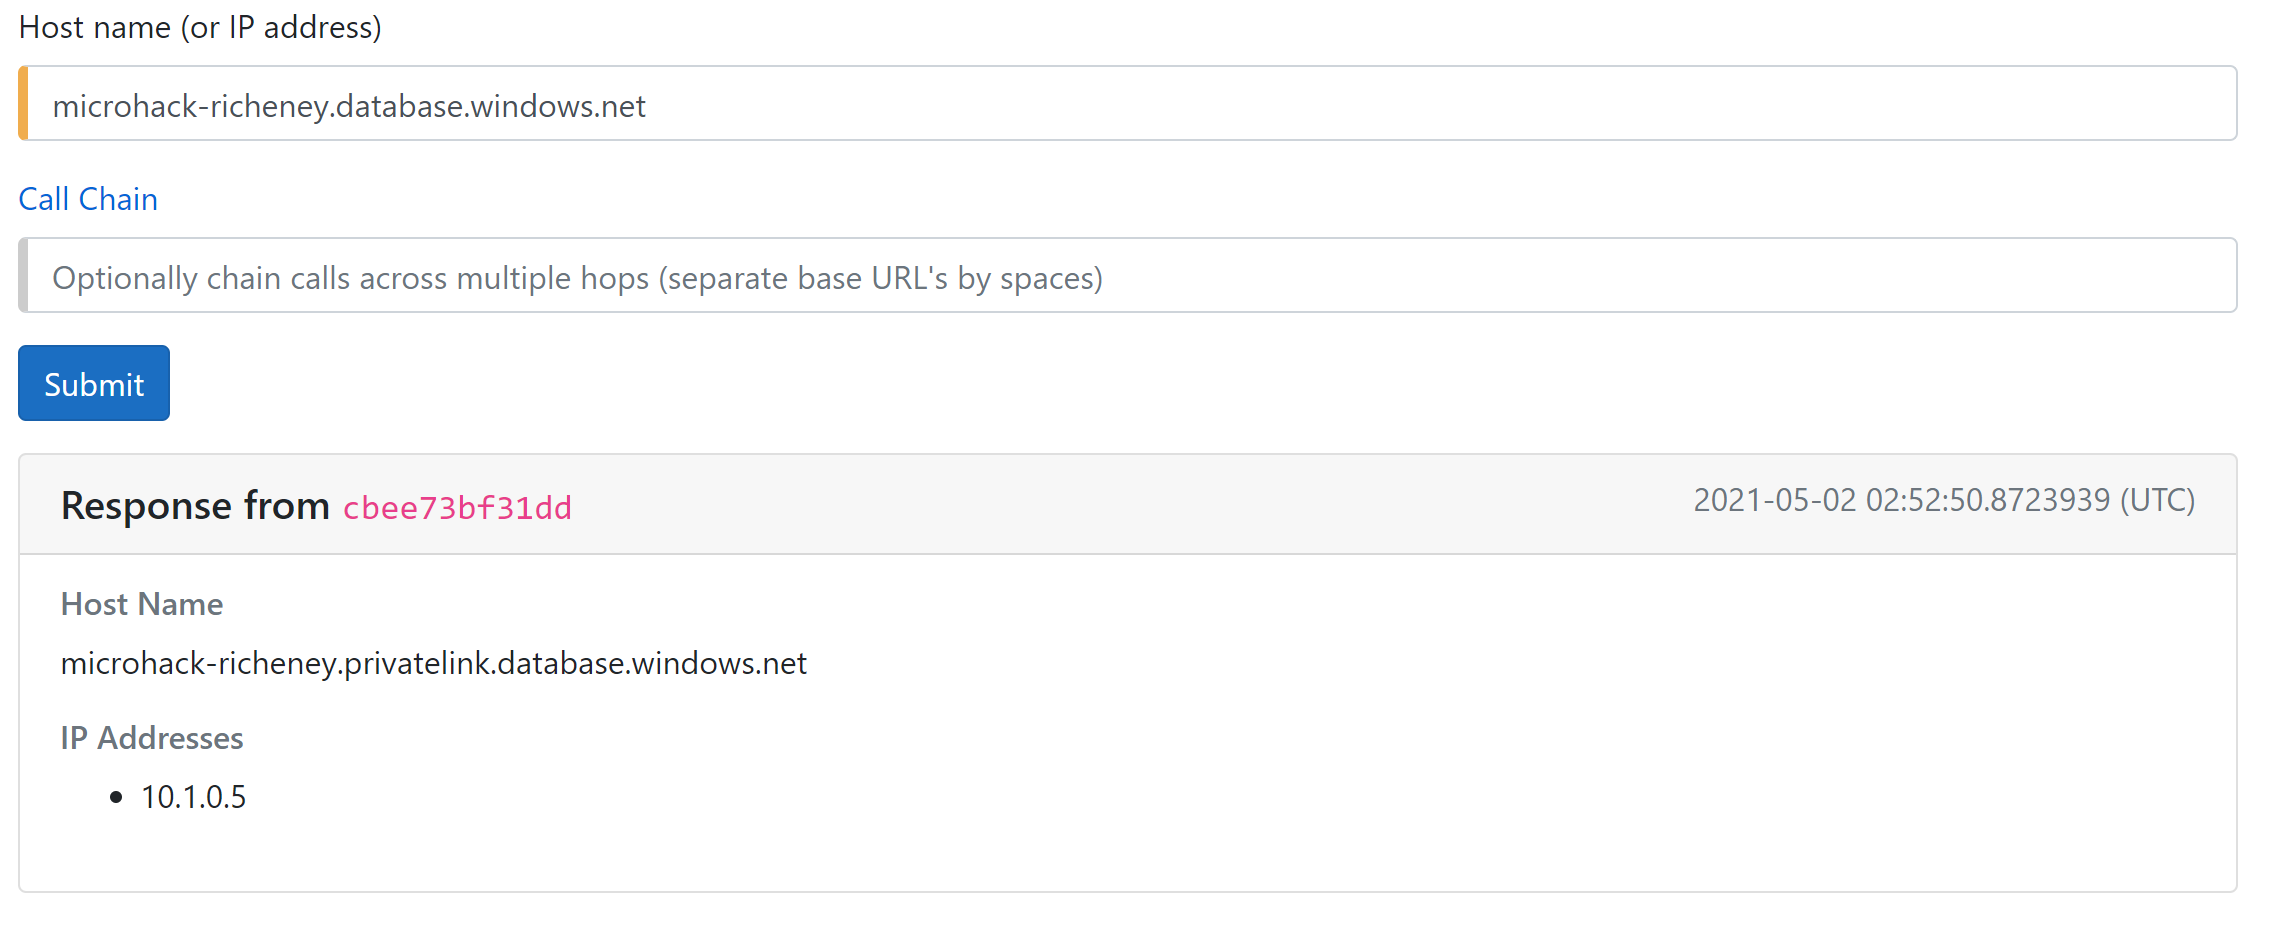 Host name (or IP address)
microhack-richeney.database.windows.net
Call Chain
Optionally chain calls across multiple hops (separate base URL's by spaces)
Submit
Response from cbee73bf31dd
2021-05-02 02:52:50.8723939 (UTC)
Host Name
microhack-richeney.privatelink.database.windows.net
IP Addresses
• 10.1.0.5